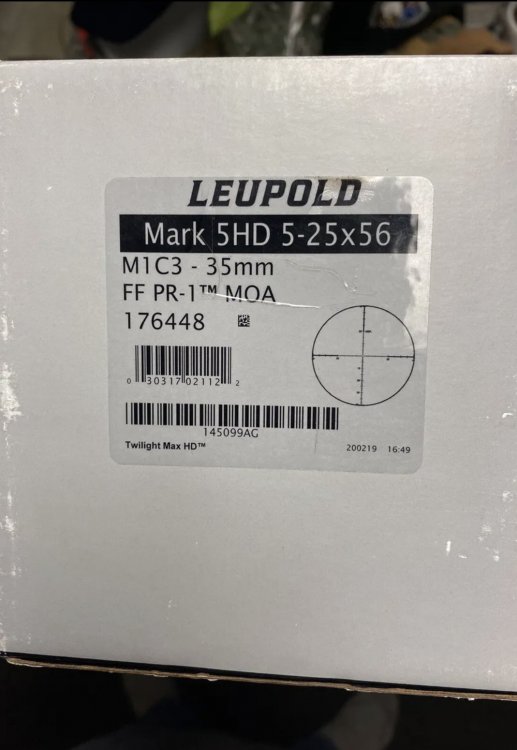 LEUPOLD
Mark 5HD 5-25x56
M1C3 - 35mm
FF PR-1™ MOA
176448
0 30317 02112 2
145099AG
Twilight Max HD™
200219 16:49